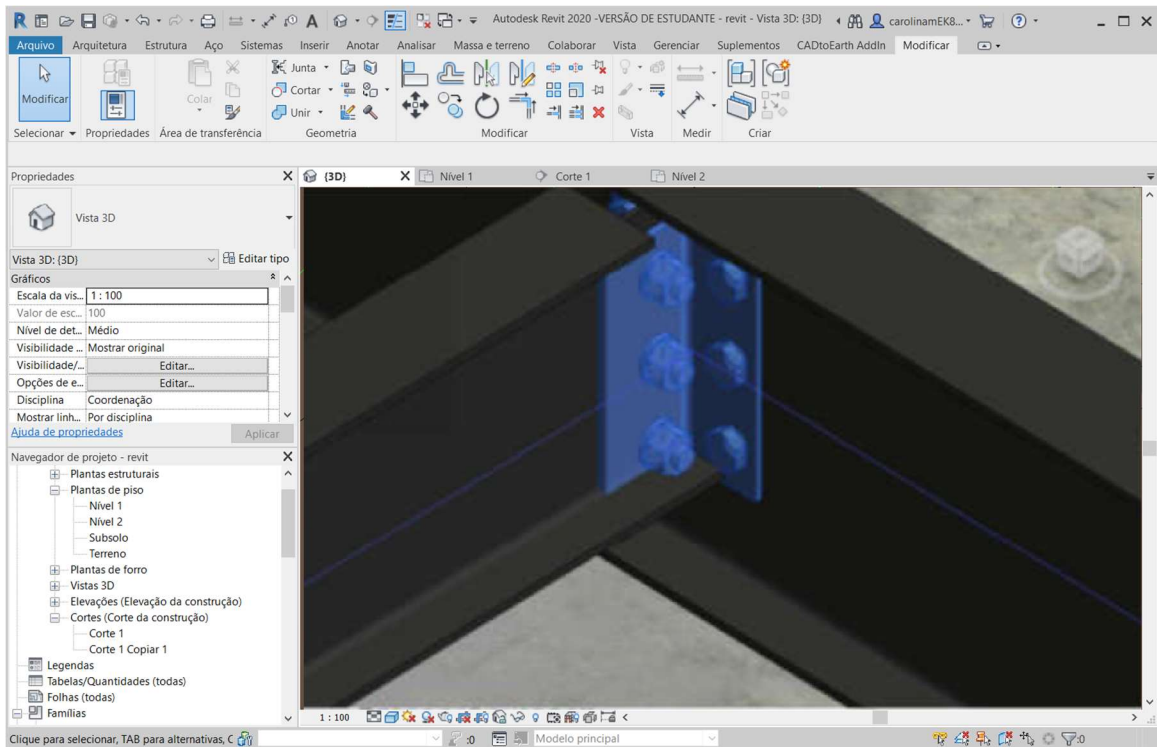 Autodesk Revit 2020 -VERSÃO DE ESTUDANTE - revit - Vista 3D: {3D}
carolinamEK8...
Arquivo Arquitetura Estrutura Aço Sistemas Inserir Anotar Analisar Massa e terreno Colaborar Vista Gerenciar Suplementos CADtoEarth AddIn Modificar
Modificar
Colar
Junta
Cortar
Unir
Selecionar Propriedades Área de transferência Geometria Modificar Vista Medir Criar
Propriedades
{3D} Nível 1 Corte 1 Nível 2
Vista 3D
Vista 3D: {3D} Editar tipo
Gráficos
Escala da vis... 1 : 100
Valor de esc... 100
Nível de det... Médio
Visibilidade ... Mostrar original
Visibilidade/... Editar...
Opções de e... Editar...
Disciplina Coordenação
Mostrar linh... Por disciplina
Ajuda de propriedades Aplicar
Navegador de projeto - revit
Plantas estruturais
Plantas de piso
Nível 1
Nível 2
Subsolo
Terreno
Plantas de forro
Vistas 3D
Elevações (Elevação da construção)
Cortes (Corte da construção)
Corte 1
Corte 1 Copiar 1
Legendas
Tabelas/Quantidades (todas)
Folhas (todas)
Famílias
1 : 100
Clique para selecionar, TAB para alternativas, C :0 Modelo principal :0